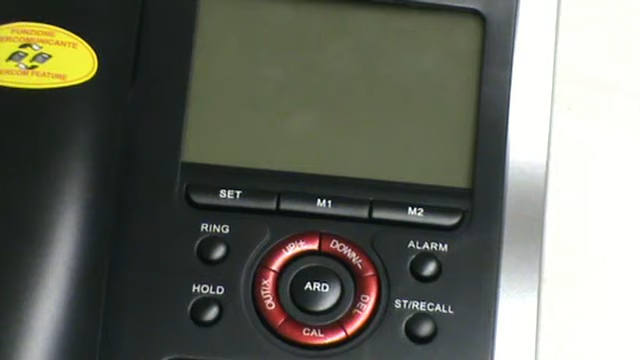 FUNZIONE
INTERCOMUNICANTE
INTERCOM FEATURE
SET
M1
M2
RING
UP/+
DOWN/-
ALARM
OUT/X
ARD
DEL
HOLD
ST/RECALL
CAL